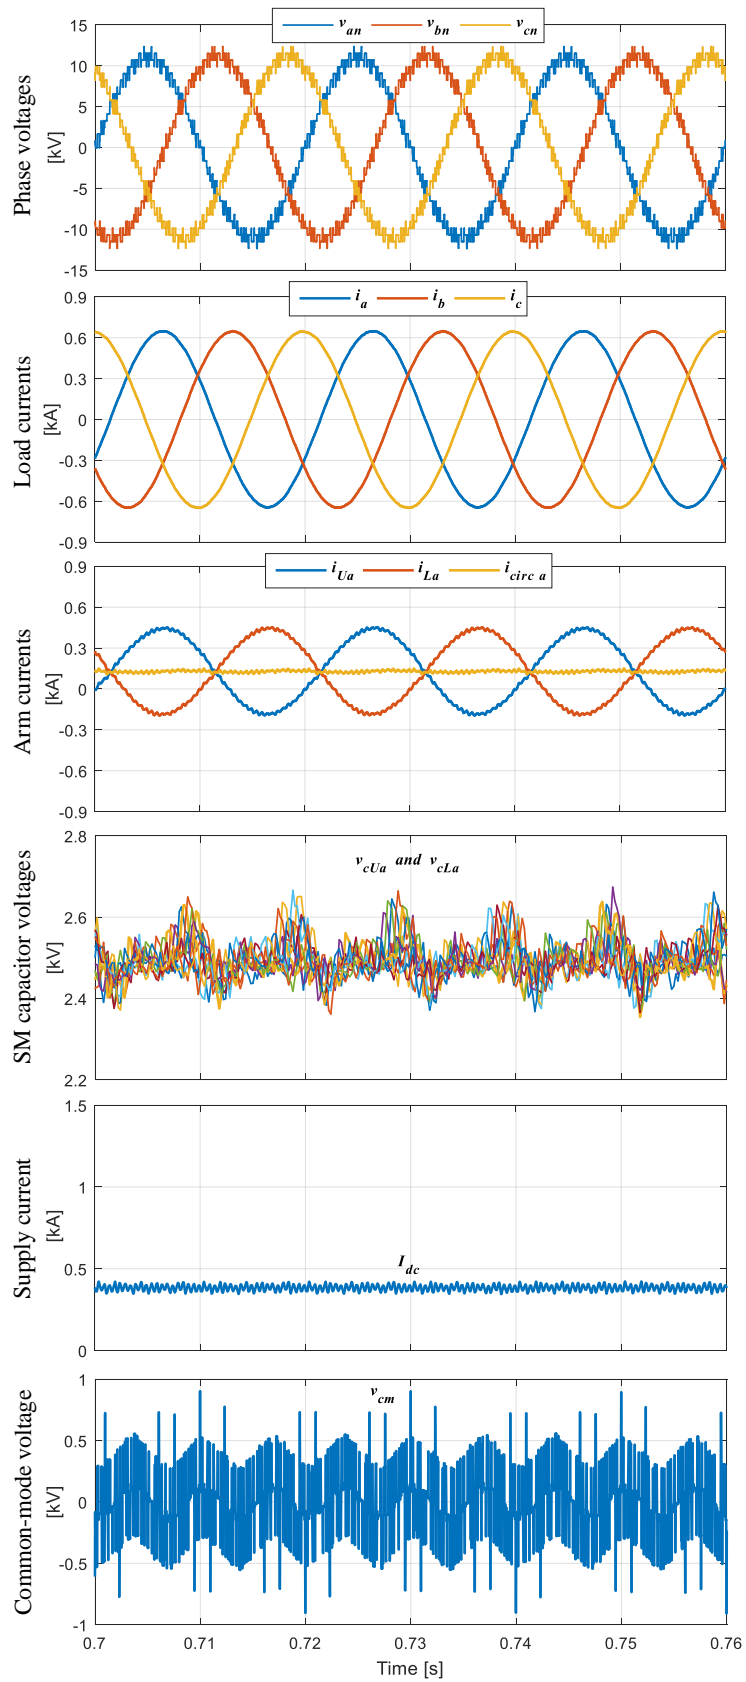 v_an v_bn v_cn
Phase voltages
[kV]
15
10
5
0
-5
-10
-15
i_a i_b i_c
Load currents
[kA]
0.9
0.6
0.3
0
-0.3
-0.6
-0.9
i_Ua i_La i_circ a
Arm currents
[kA]
0.9
0.6
0.3
0
-0.3
-0.6
-0.9
v_cUa and v_cLa
SM capacitor voltages
[kV]
2.8
2.6
2.4
2.2
I_dc
Supply current
[kA]
1.5
1
0.5
0
v_cm
Common-mode voltage
[kV]
1
0.5
0
-0.5
-1
0.7 0.71 0.72 0.73 0.74 0.75 0.76
Time [s]